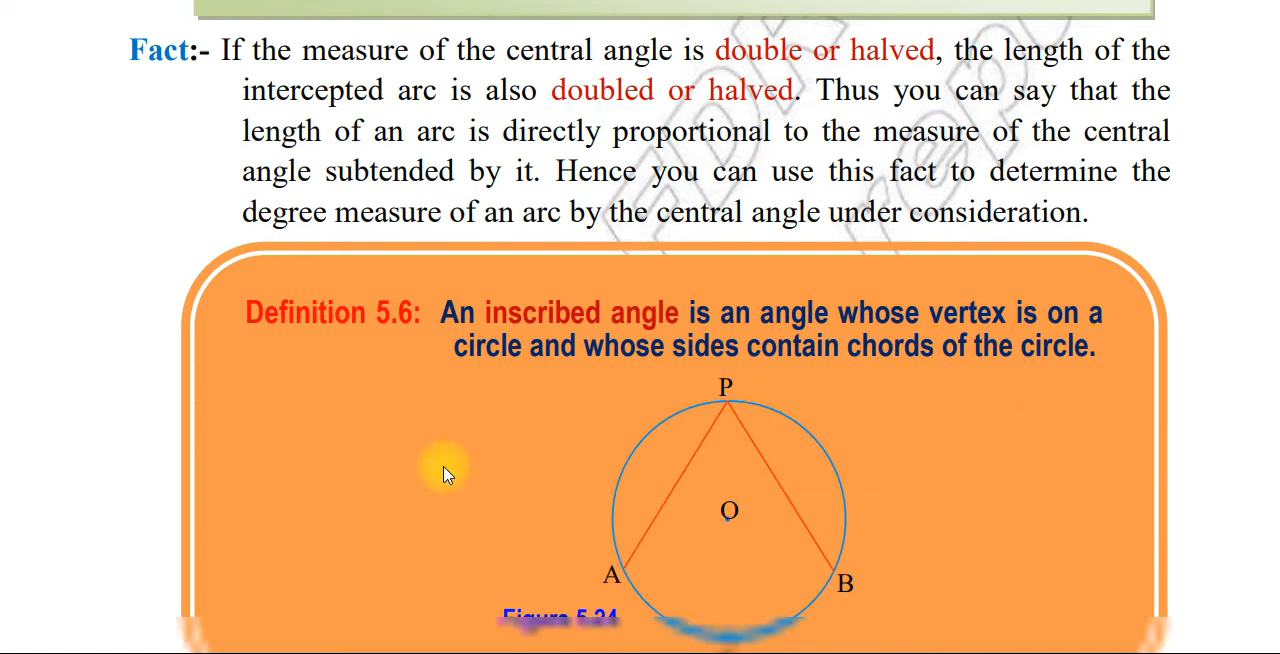 Fact:- If the measure of the central angle is double or halved, the length of the
intercepted arc is also doubled or halved. Thus you can say that the
length of an arc is directly proportional to the measure of the central
angle subtended by it. Hence you can use this fact to determine the
degree measure of an arc by the central angle under consideration.
Definition 5.6: An inscribed angle is an angle whose vertex is on a
circle and whose sides contain chords of the circle.
P
O
A
B
Figure 5.24